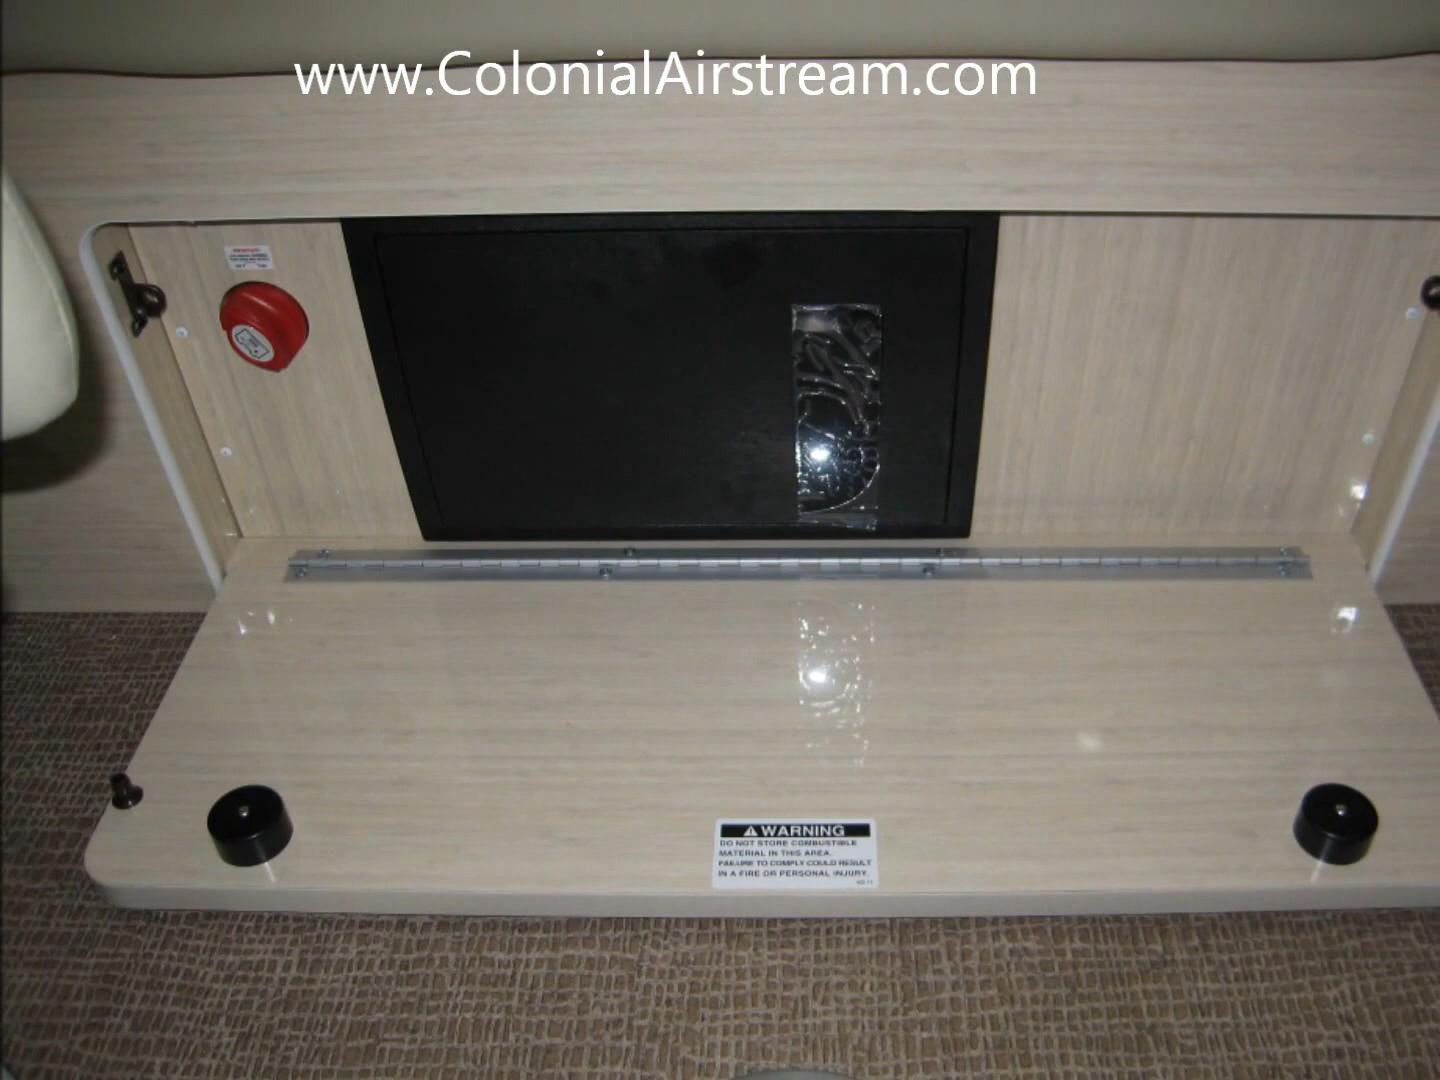 www.ColonialAirstream.com
WARNING
DO NOT STORE COMBUSTIBLE
MATERIAL IN THIS AREA.
FAILURE TO COMPLY COULD RESULT
IN A FIRE OR PERSONAL INJURY.